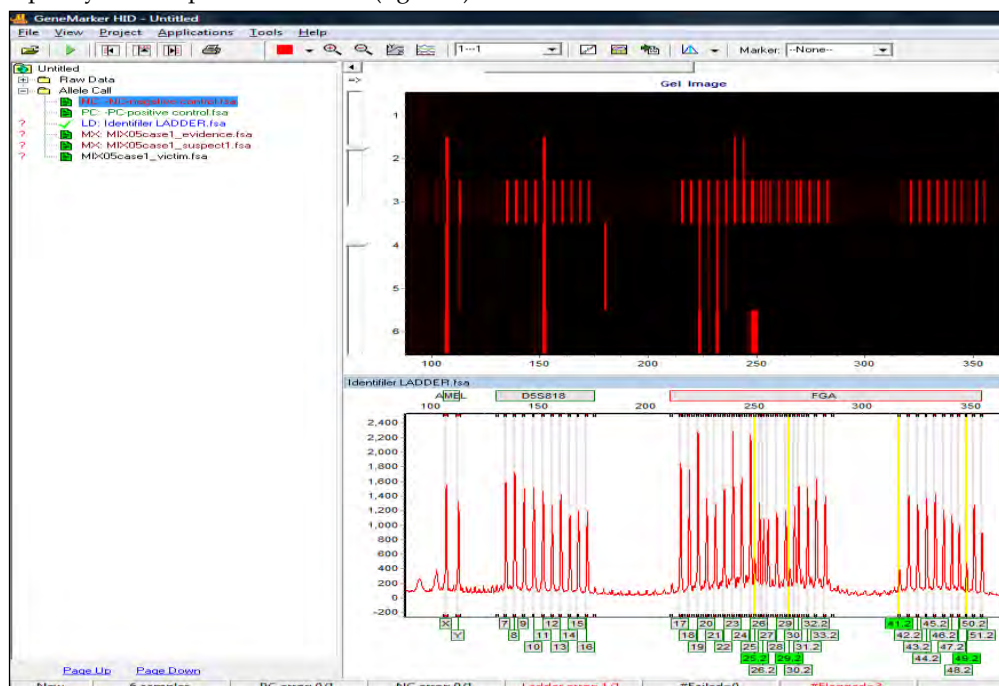 GeneMarker HID - Untitled
File View Project Applications Tools Help
1---1 Marker: --None--
Untitled
Raw Data
Allele Call
NC: -NC-negative control.fsa
PC: -PC-positive control.fsa
? LD: Identifiler LADDER.fsa
? MX: MIX05case1_evidence.fsa
? MX: MIX05case1_suspect1.fsa
? MIX05case1_victim.fsa
Page Up Page Down
=>
Gel Image
1
2
3
4
5
6
100 150 200 250 300 350
Identifiler LADDER.fsa
AMEL D5S818 FGA
100 150 200 250 300 350
2,400
2,200
2,000
1,800
1,600
1,400
1,200
1,000
800
600
400
200
0
-200
X 7 9 12 15 17 20 23 26 29 32.2 41.2 45.2 50.2
Y 8 11 14 18 21 24 27 30 33.2 42.2 46.2 51.2
10 13 16 19 22 25 28 31.2 43.2 47.2
25.2 29.2 44.2 49.2
26.2 30.2 48.2